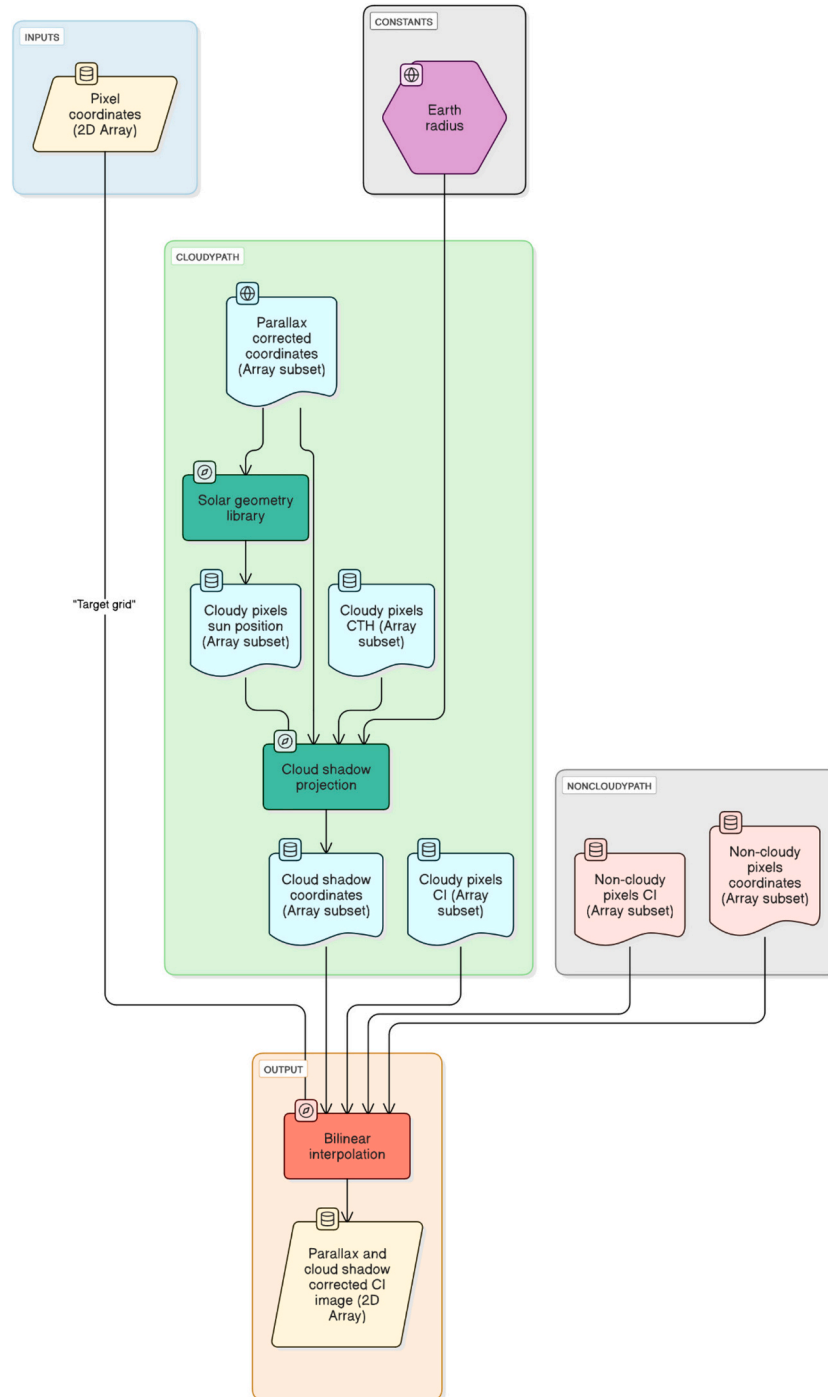 INPUTS
Pixel
coordinates
(2D Array)
CONSTANTS
Earth
radius
CLOUDYPATH
Parallax
corrected
coordinates
(Array subset)
Solar geometry
library
"Target grid"
Cloudy pixels
sun position
(Array subset)
Cloudy pixels
CTH (Array
subset)
Cloud shadow
projection
Cloud shadow
coordinates
(Array subset)
Cloudy pixels
CI (Array
subset)
NONCLOUDYPATH
Non-cloudy
pixels CI
(Array subset)
Non-cloudy
pixels
coordinates
(Array subset)
OUTPUT
Bilinear
interpolation
Parallax and
cloud shadow
corrected CI
image (2D
Array)